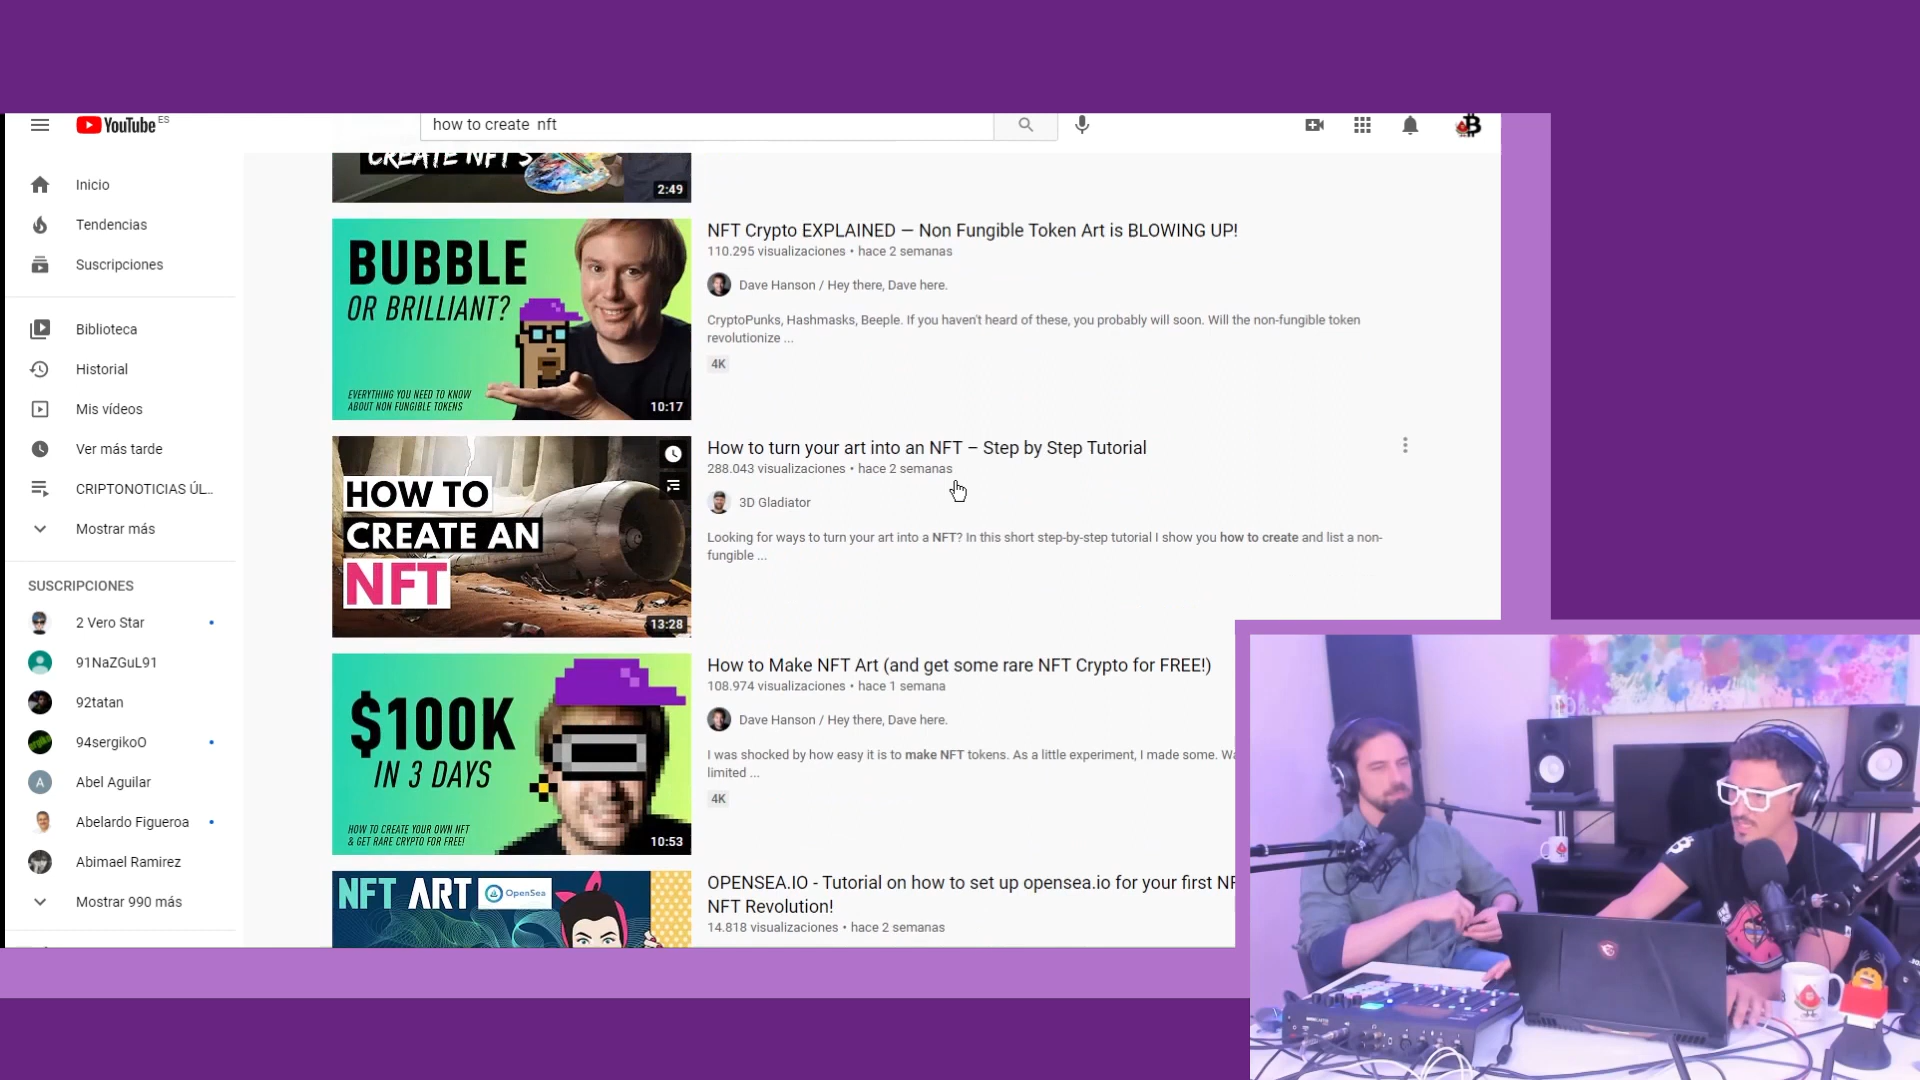 YouTube ES
how to create nft
Inicio
Tendencias
Suscripciones
Biblioteca
Historial
Mis vídeos
Ver más tarde
CRIPTONOTICIAS ÚL...
Mostrar más
SUSCRIPCIONES
2 Vero Star
91NaZGuL91
92tatan
94sergikoO
A Abel Aguilar
Abelardo Figueroa
Abimael Ramirez
Mostrar 990 más
CREATE NFT'S
2:49
BUBBLE
OR BRILLIANT?
EVERYTHING YOU NEED TO KNOW
ABOUT NON FUNGIBLE TOKENS
10:17
NFT Crypto EXPLAINED — Non Fungible Token Art is BLOWING UP!
110.295 visualizaciones • hace 2 semanas
Dave Hanson / Hey there, Dave here.
CryptoPunks, Hashmasks, Beeple. If you haven't heard of these, you probably will soon. Will the non-fungible token
revolutionize ...
4K
HOW TO
CREATE AN
NFT
13:28
How to turn your art into an NFT – Step by Step Tutorial
288.043 visualizaciones • hace 2 semanas
3D Gladiator
Looking for ways to turn your art into a NFT? In this short step-by-step tutorial I show you how to create and list a non-
fungible ...
$100K
IN 3 DAYS
HOW TO CREATE YOUR OWN NFT
& GET RARE CRYPTO FOR FREE!
10:53
How to Make NFT Art (and get some rare NFT Crypto for FREE!)
108.974 visualizaciones • hace 1 semana
Dave Hanson / Hey there, Dave here.
I was shocked by how easy it is to make NFT tokens. As a little experiment, I made some.
limited ...
4K
NFT ART OpenSea
OPENSEA.IO - Tutorial on how to set up opensea.io for your first
NFT Revolution!
14.818 visualizaciones • hace 2 semanas